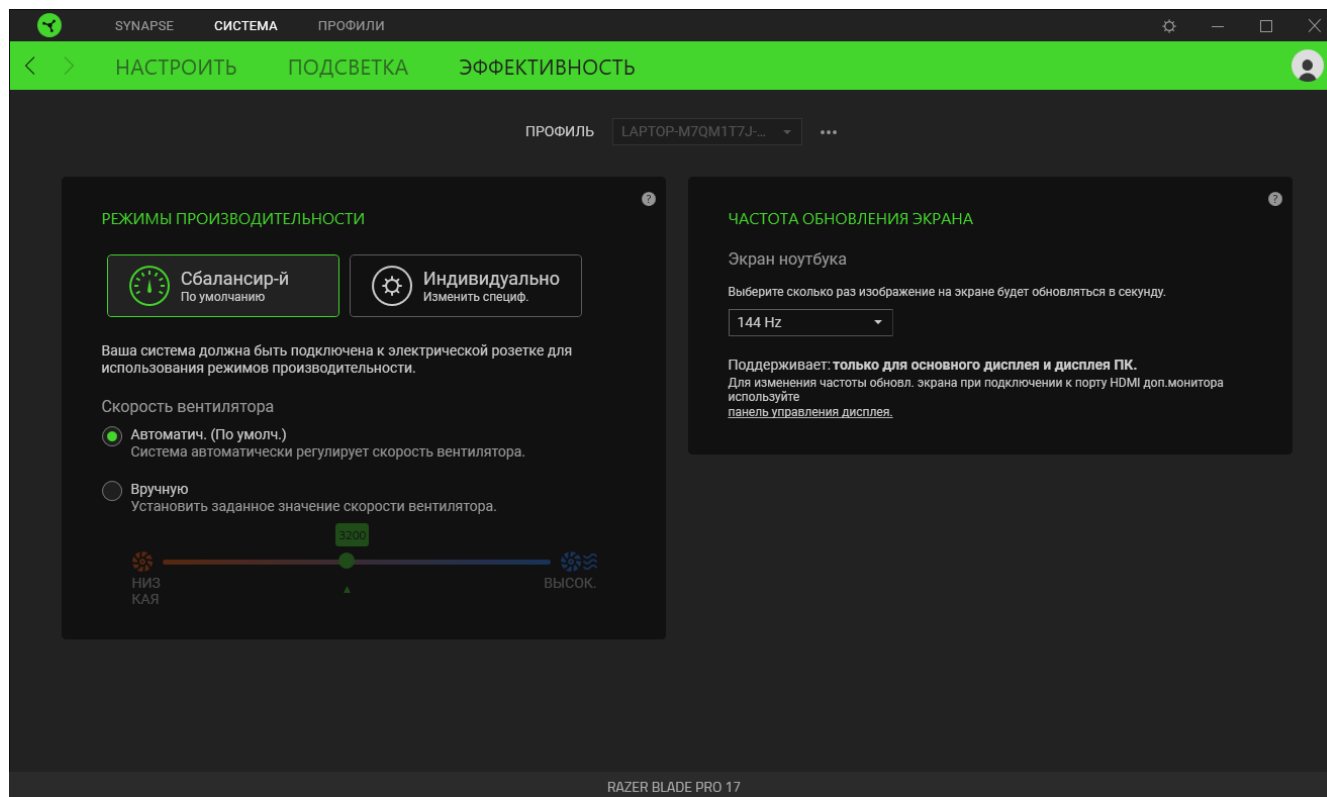 SYNAPSE СИСТЕМА ПРОФИЛИ
НАСТРОИТЬ ПОДСВЕТКА ЭФФЕКТИВНОСТЬ
ПРОФИЛЬ LAPTOP-M7QM1T7J-...
РЕЖИМЫ ПРОИЗВОДИТЕЛЬНОСТИ
Сбалансир-й
По умолчанию
Индивидуально
Изменить специф.
Ваша система должна быть подключена к электрической розетке для
использования режимов производительности.
Скорость вентилятора
Автоматич. (По умолч.)
Система автоматически регулирует скорость вентилятора.
Вручную
Установить заданное значение скорости вентилятора.
3200
НИЗ
КАЯ
ВЫСОК.
ЧАСТОТА ОБНОВЛЕНИЯ ЭКРАНА
Экран ноутбука
Выберите сколько раз изображение на экране будет обновляться в секунду.
144 Hz
Поддерживает: только для основного дисплея и дисплея ПК.
Для изменения частоты обновл. экрана при подключении к порту HDMI доп.монитора
используйте
панель управления дисплея.
RAZER BLADE PRO 17